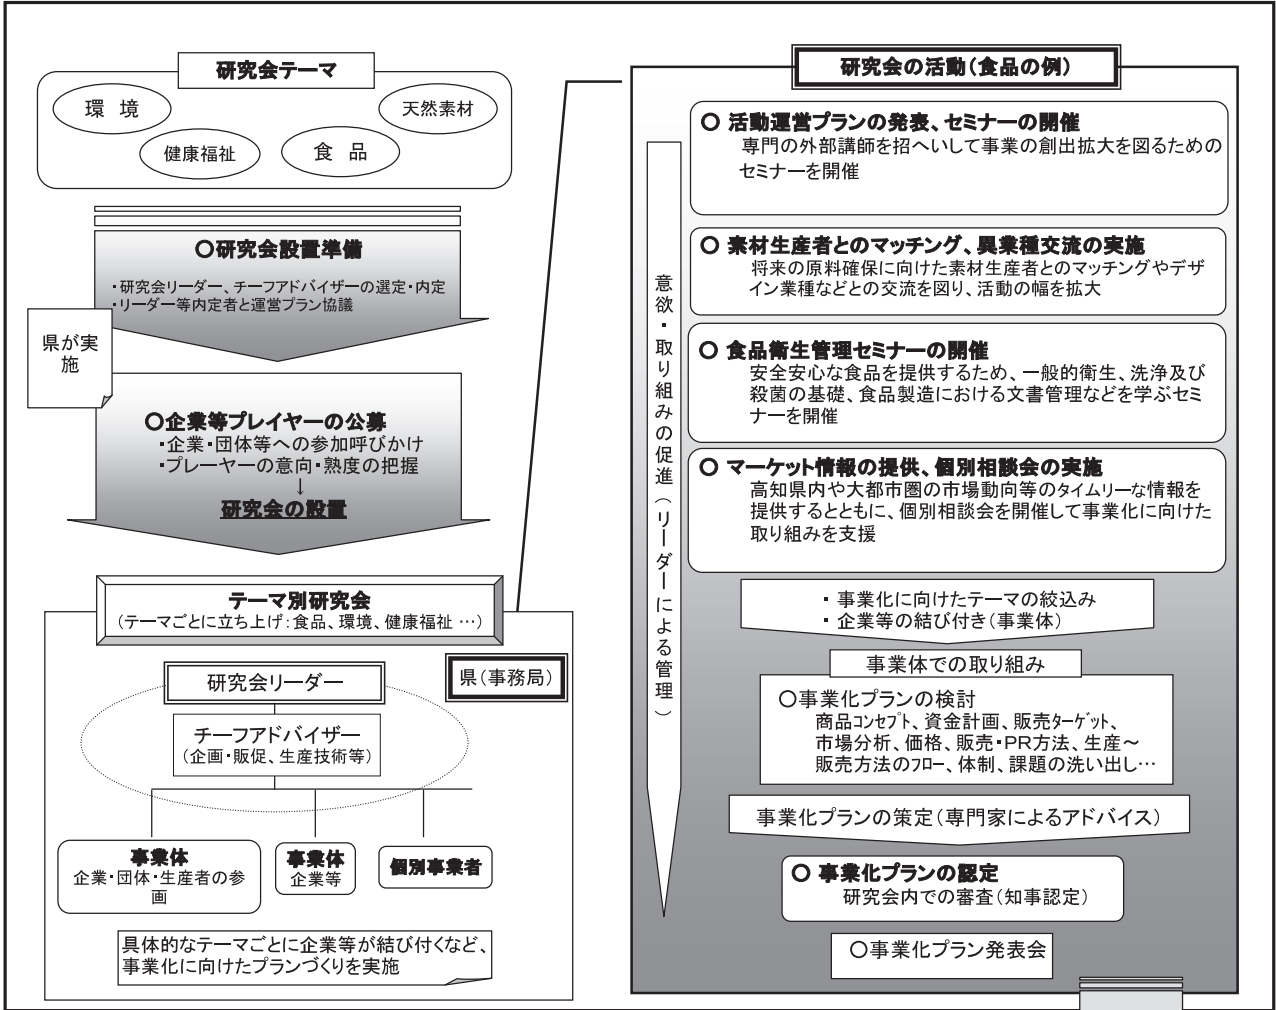 研究会テーマ
環　境
天然素材
健康福祉
食　品
〇研究会設置準備
・研究会リーダー、チーフアドバイザーの選定・内定
・リーダー等内定者と運営プラン協議
県が実
施
〇企業等プレイヤーの公募
・企業・団体等への参加呼びかけ
・プレーヤーの意向・熟度の把握
↓
研究会の設置
テーマ別研究会
(テーマごとに立ち上げ：食品、環境、健康福祉 …)
県(事務局)
研究会リーダー
チーフアドバイザー
(企画・販促、生産技術等)
事業体
企業・団体・生産者の参
画
事業体
企業等
個別事業者
具体的なテーマごとに企業等が結び付くなど、
事業化に向けたプランづくりを実施
研究会の活動(食品の例)
意欲・取り組みの促進(リーダーによる管理)
〇 活動運営プランの発表、セミナーの開催
専門の外部講師を招へいして事業の創出拡大を図るための
セミナーを開催
〇 素材生産者とのマッチング、異業種交流の実施
将来の原料確保に向けた素材生産者とのマッチングやデザ
イン業種などとの交流を図り、活動の幅を拡大
〇 食品衛生管理セミナーの開催
安全安心な食品を提供するため、一般的衛生、洗浄及び
殺菌の基礎、食品製造における文書管理などを学ぶセミ
ナーを開催
〇 マーケット情報の提供、個別相談会の実施
高知県内や大都市圏の市場動向等のタイムリーな情報を
提供するとともに、個別相談会を開催して事業化に向けた
取り組みを支援
・事業化に向けたテーマの絞込み
・企業等の結び付き(事業体)
事業体での取り組み
〇事業化プランの検討
商品コンセプト、資金計画、販売ターゲット、
市場分析、価格、販売・PR方法、生産～
販売方法のフロー、体制、課題の洗い出し…
事業化プランの策定(専門家によるアドバイス)
〇 事業化プランの認定
研究会内での審査(知事認定)
〇事業化プラン発表会